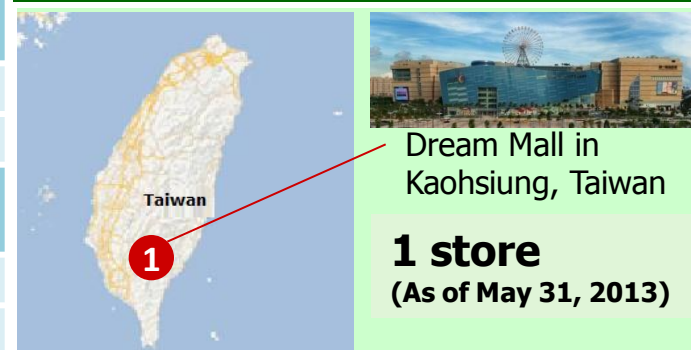 Taiwan
1
Dream Mall in
Kaohsiung, Taiwan
1 store
(As of May 31, 2013)